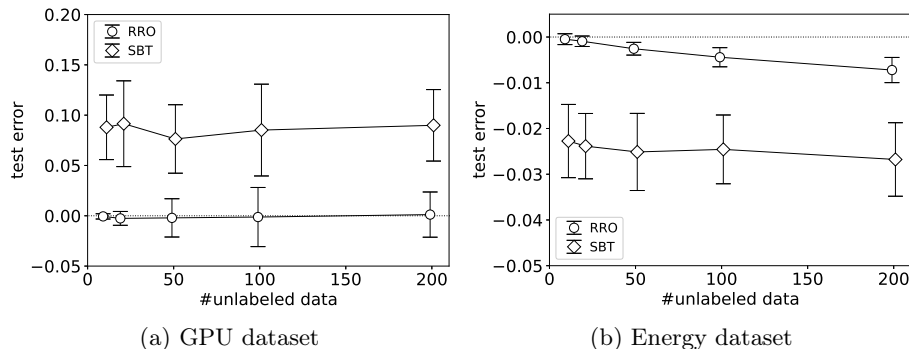 0.20
0.15
0.10
0.05
0.00
−0.05
test error
RRO
SBT
0 50 100 150 200
#unlabeled data
(a) GPU dataset
0.00
−0.01
−0.02
−0.03
−0.04
−0.05
test error
RRO
SBT
0 50 100 150 200
#unlabeled data
(b) Energy dataset